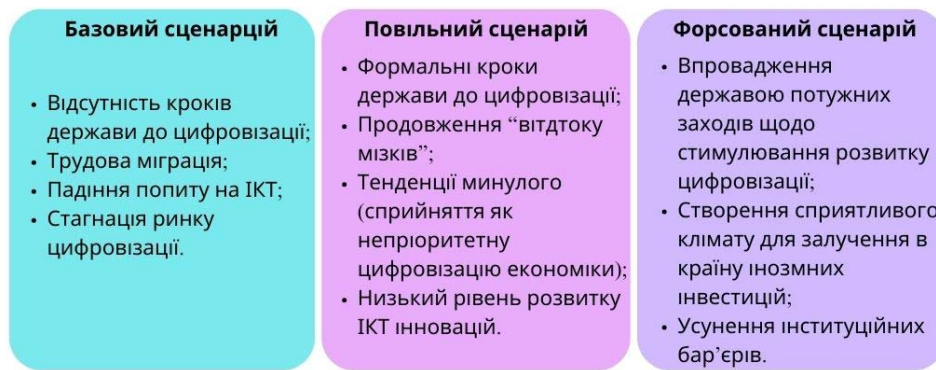 Базовий сценарцій
• Відсутність кроків
держави до цифровізації;
• Трудова міграція;
• Падіння попиту на ІКТ;
• Стагнація ринку
цифровізації.
Повільний сценарій
• Формальні кроки
держави до цифровізації;
• Продовження “вітдтоку
мізків”;
• Тенденції минулого
(сприйняття як
непріоритетну
цифровізацію економіки);
• Низький рівень розвитку
ІКТ інновацій.
Форсований сценарій
• Впровадження
державою потужних
заходів щодо
стимулювання розвитку
цифровізації;
• Створення сприятливого
клімату для залучення в
країну інозмних
інвестицій;
• Усунення інституційних
бар’єрів.